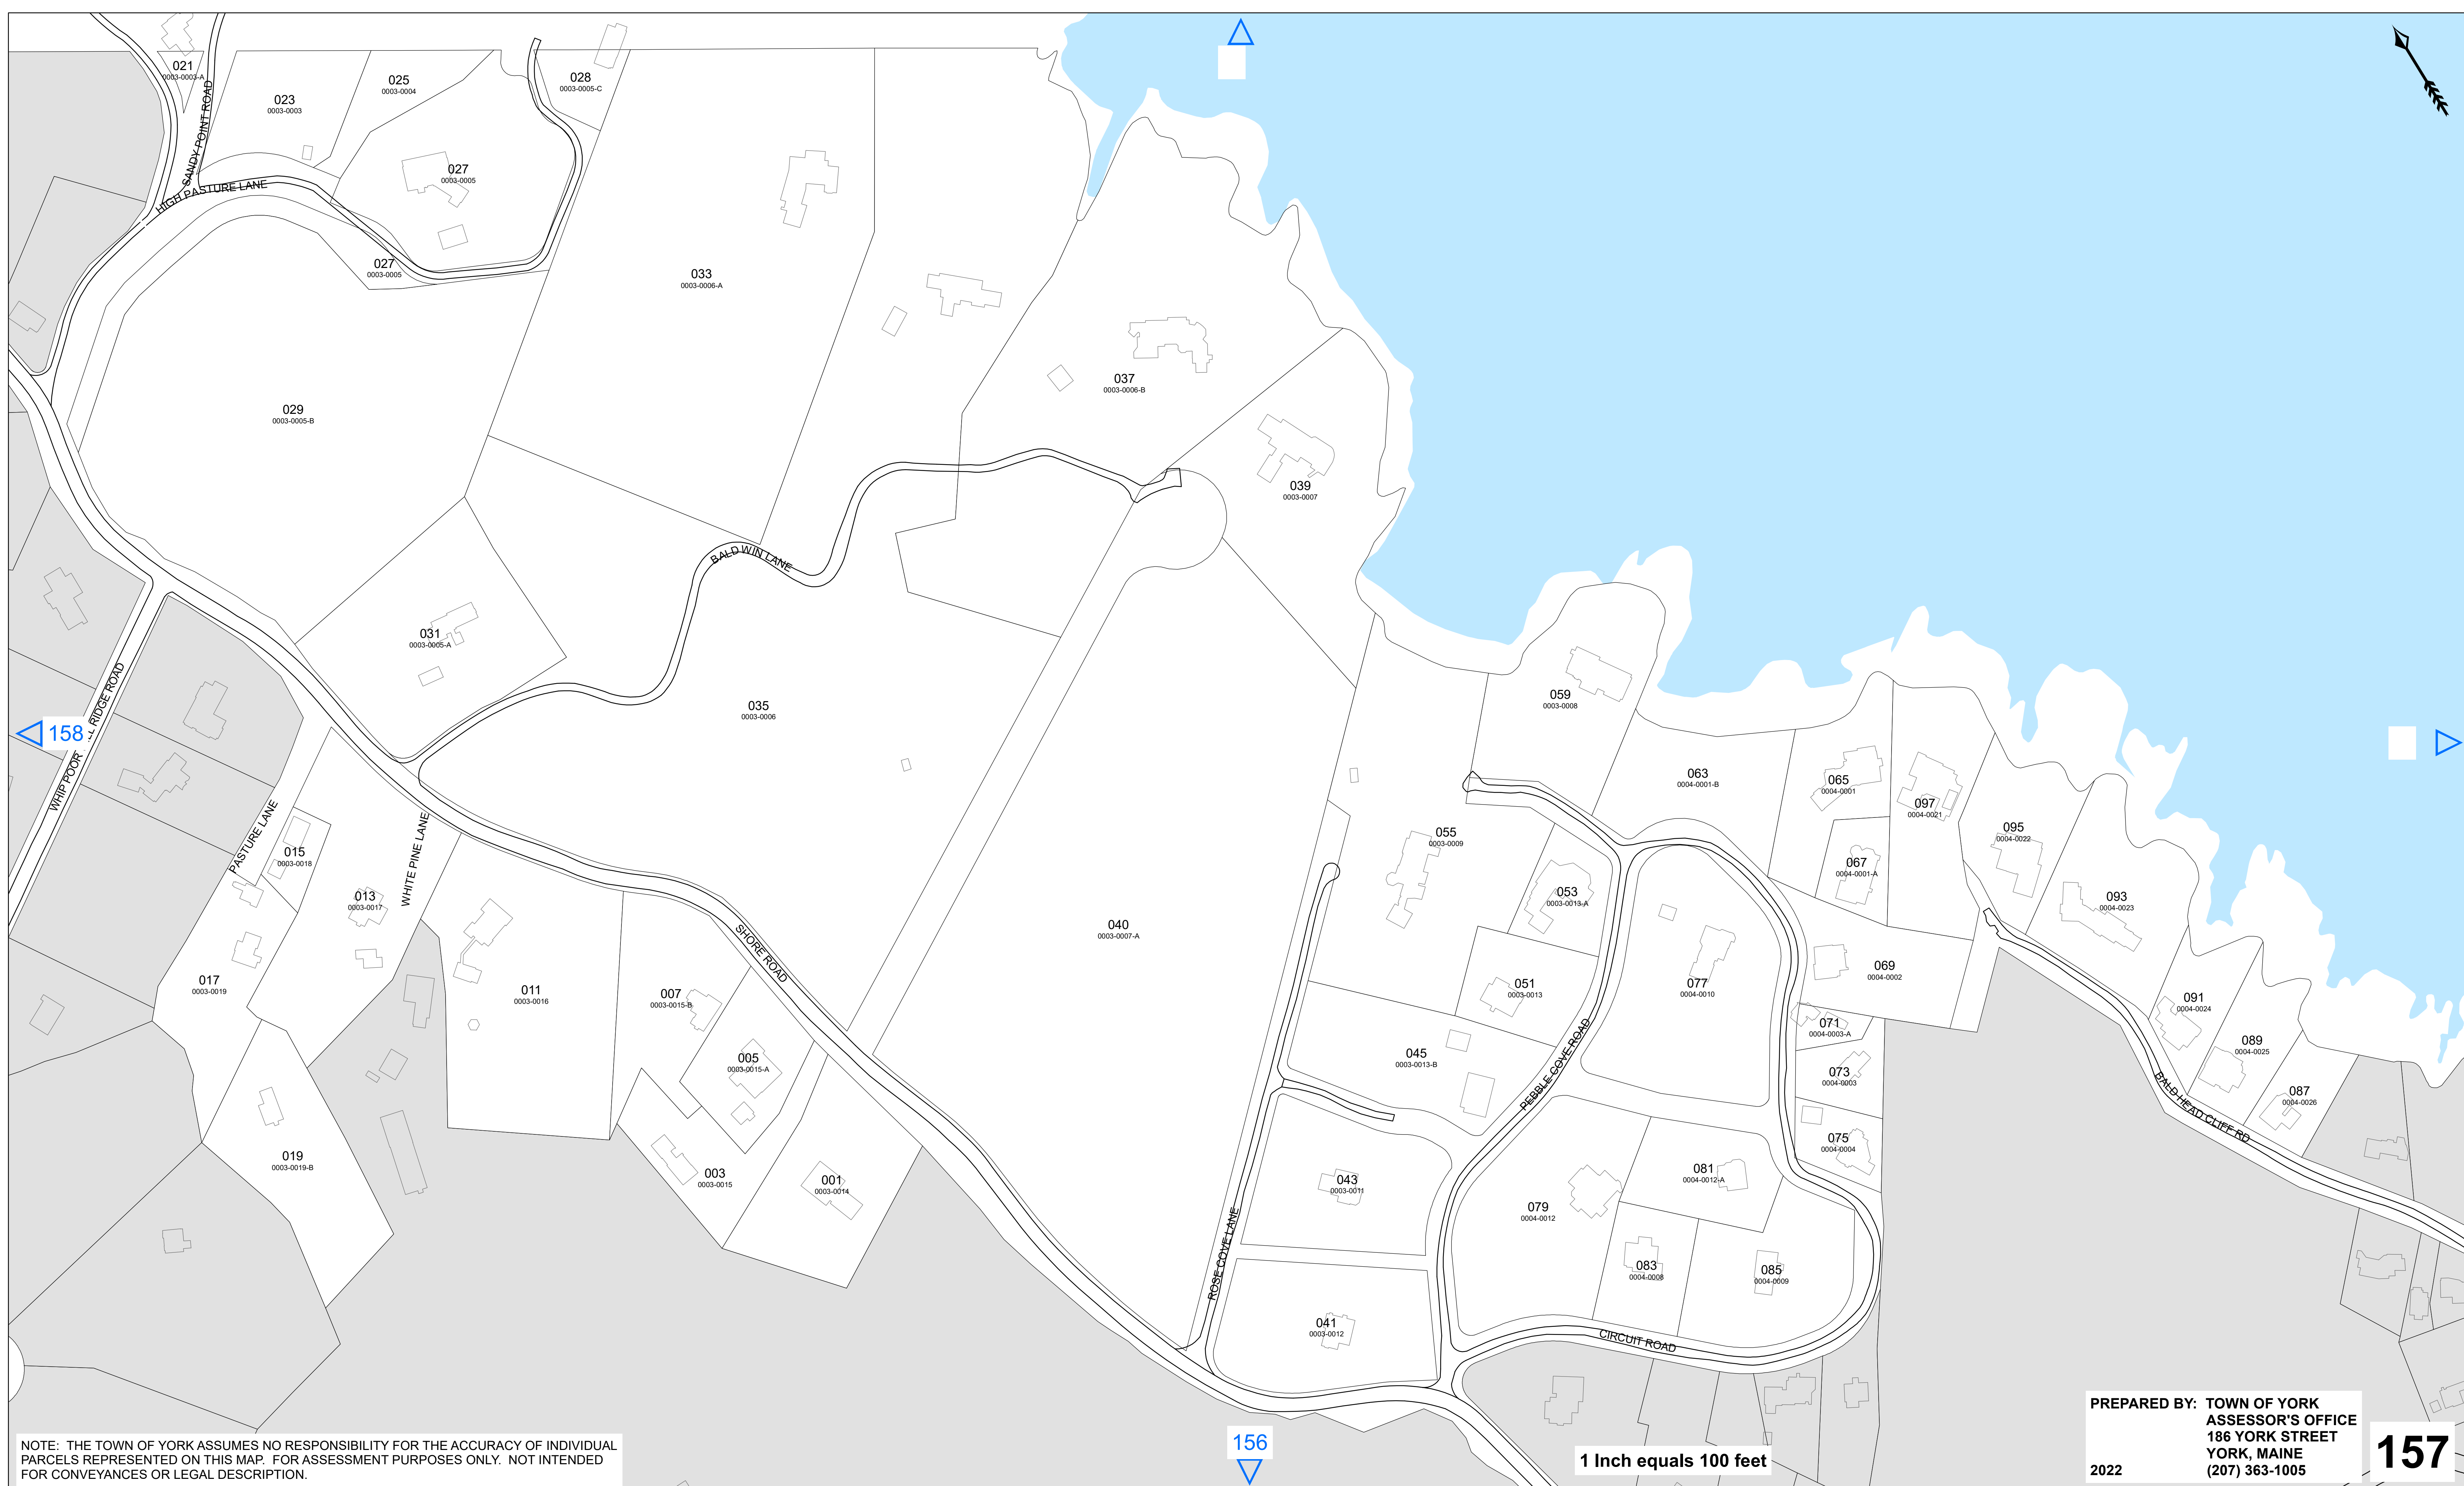 021
0003-0003-A
023
0003-0003
025
0003-0004
028
0003-0005-C
SANDY POINT ROAD
HIGH PASTURE LANE
027
0003-0005
027
0003-0005
033
0003-0006-A
037
0003-0006-B
029
0003-0005-B
039
0003-0007
BALDWIN LANE
031
0003-0005-A
035
0003-0006
059
0003-0008
158
RIDGE ROAD
WHIP POOR
063
0004-0001-B
065
0004-0001
097
0004-0021
095
0004-0022
PASTURE LANE
WHITE PINE LANE
015
0003-0018
013
0003-0017
055
0003-0009
053
0003-0013-A
067
0004-0001-A
093
0004-0023
SHORE ROAD
040
0003-0007-A
017
0003-0019
011
0003-0016
007
0003-0015-B
051
0003-0013
077
0004-0010
069
0004-0002
091
0004-0024
071
0004-0003-A
005
0003-0015-A
045
0003-0013-B
PEBBLE COVE ROAD
073
0004-0003
089
0004-0025
087
0004-0026
BALD HEAD CLIFF RD
075
0004-0004
019
0003-0019-B
003
0003-0015
001
0003-0014
043
0003-0011
081
0004-0012-A
079
0004-0012
ROSE COVE LANE
083
0004-0008
085
0004-0009
041
0003-0012
CIRCUIT ROAD
NOTE: THE TOWN OF YORK ASSUMES NO RESPONSIBILITY FOR THE ACCURACY OF INDIVIDUAL
PARCELS REPRESENTED ON THIS MAP. FOR ASSESSMENT PURPOSES ONLY. NOT INTENDED
FOR CONVEYANCES OR LEGAL DESCRIPTION.
156
1 Inch equals 100 feet
PREPARED BY: TOWN OF YORK
ASSESSOR'S OFFICE
186 YORK STREET
YORK, MAINE
2022 (207) 363-1005
157